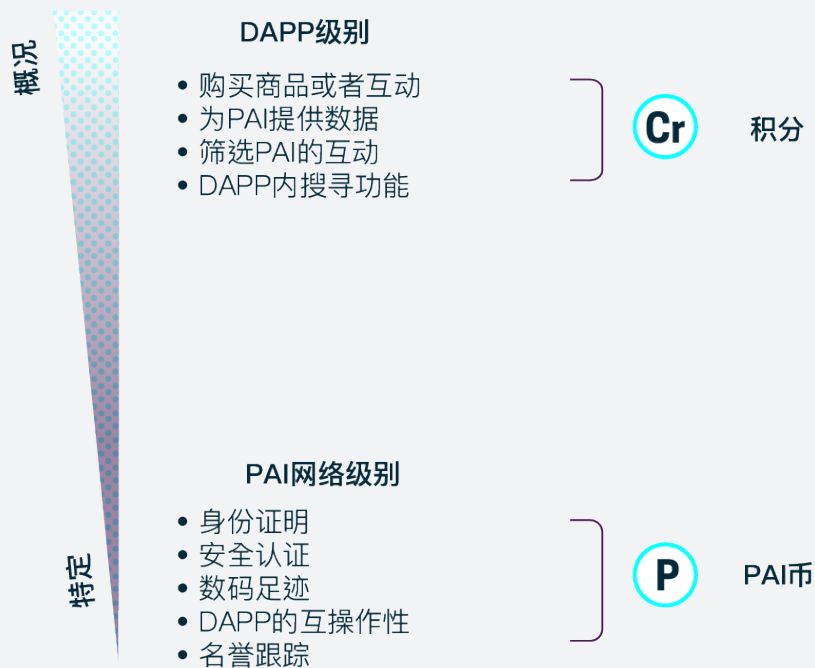 概况
DAPP级别
• 购买商品或者互动
• 为PAI提供数据
• 筛选PAI的互动
• DAPP内搜寻功能
Cr
积分
PAI网络级别
• 身份证明
• 安全认证
• 数码足迹
• DAPP的互操作性
• 名誉跟踪
特定
P
PAI币